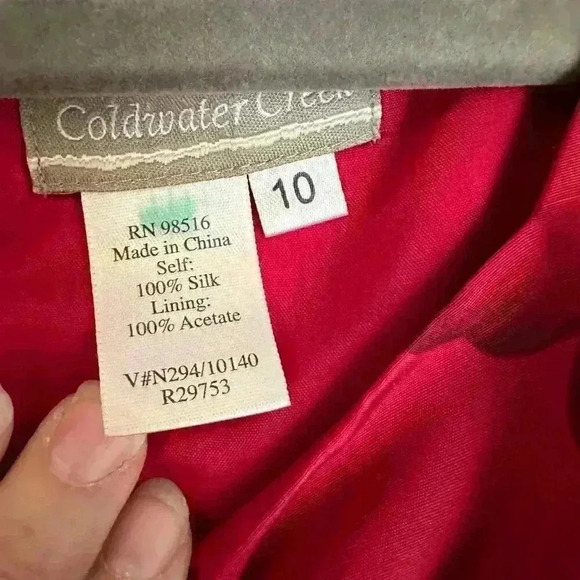 Coldwater Creek
10
RN 98516
Made in China
Self:
100% Silk
Lining:
100% Acetate
V#N294/10140
R29753